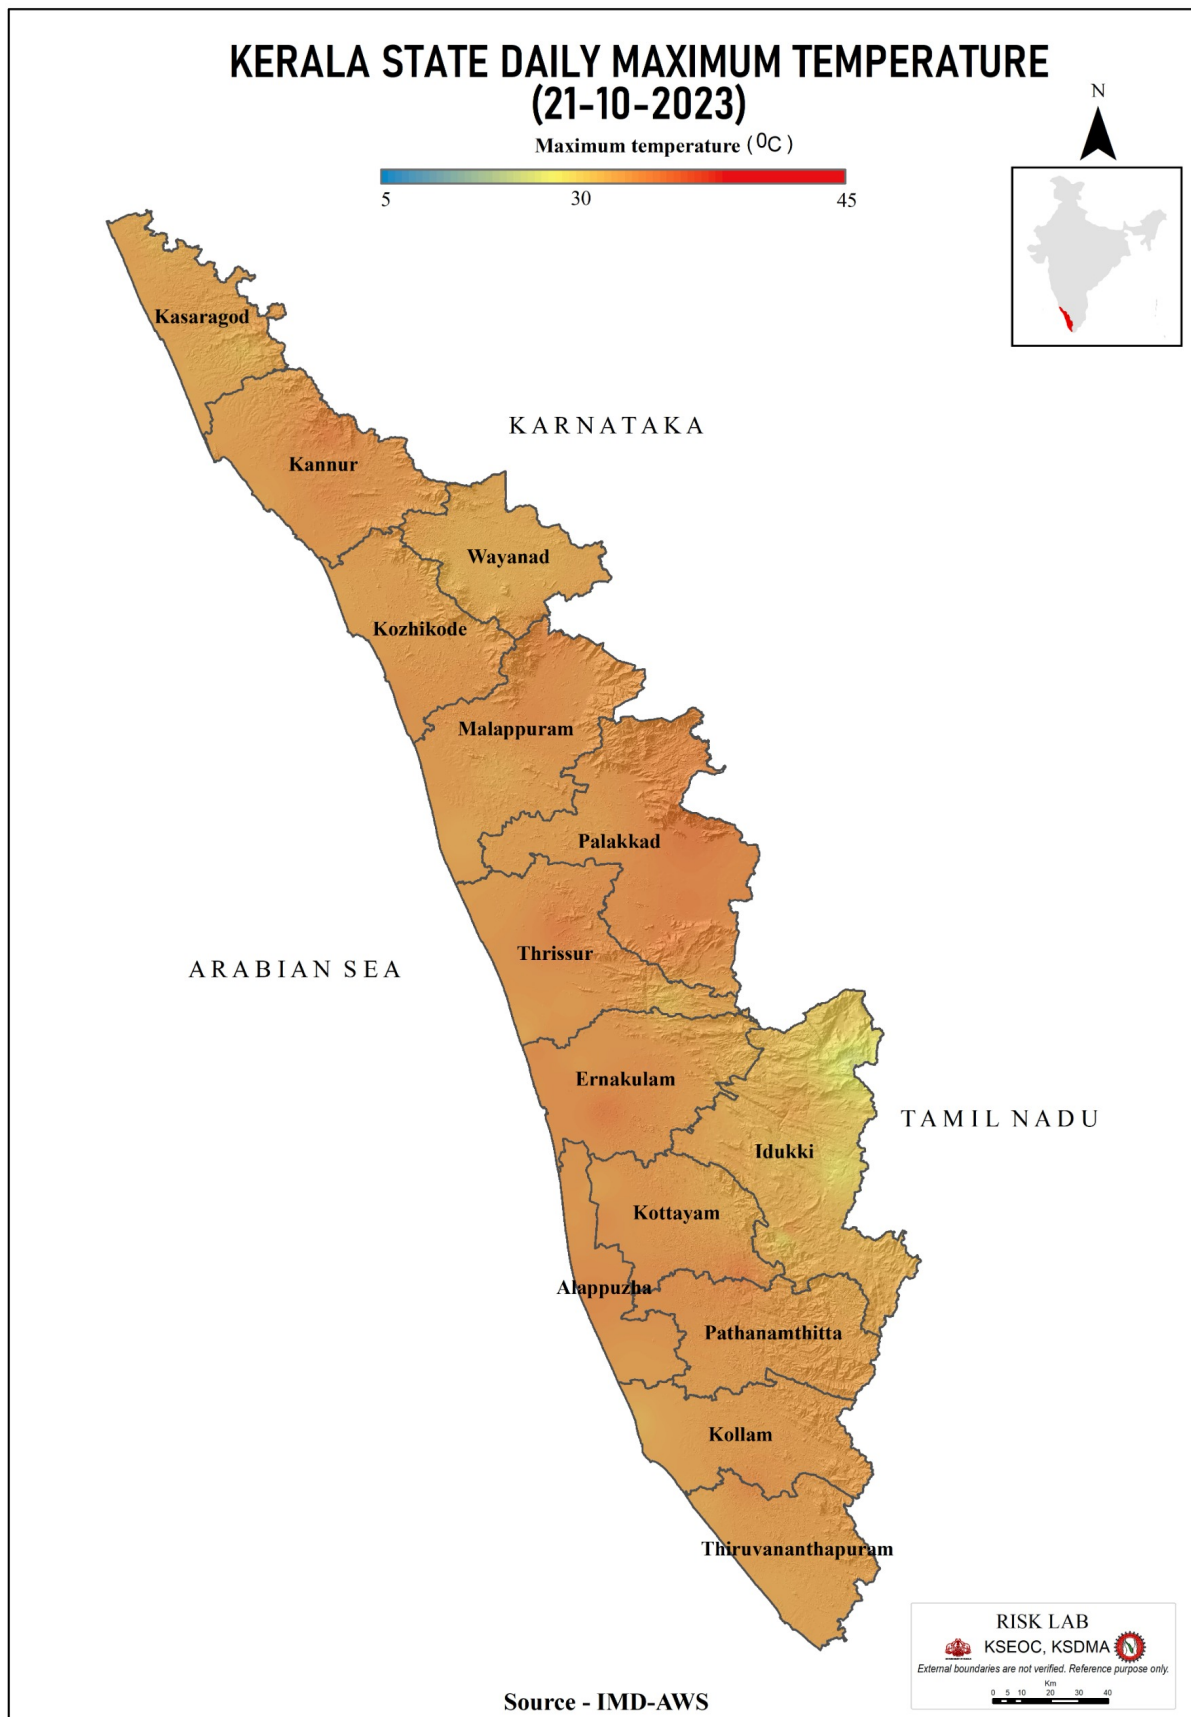 KERALA STATE DAILY MAXIMUM TEMPERATURE
(21-10-2023)
Maximum temperature (⁰C)
5 30 45
N
Kasaragod
KARNATAKA
Kannur
Wayanad
Kozhikode
Malappuram
Palakkad
Thrissur
ARABIAN SEA
Ernakulam
TAMIL NADU
Idukki
Kottayam
Alappuzha
Pathanamthitta
Kollam
Thiruvananthapuram
RISK LAB
KSEOC, KSDMA
External boundaries are not verified. Reference purpose only.
Km
0 5 10 20 30 40
Source - IMD-AWS